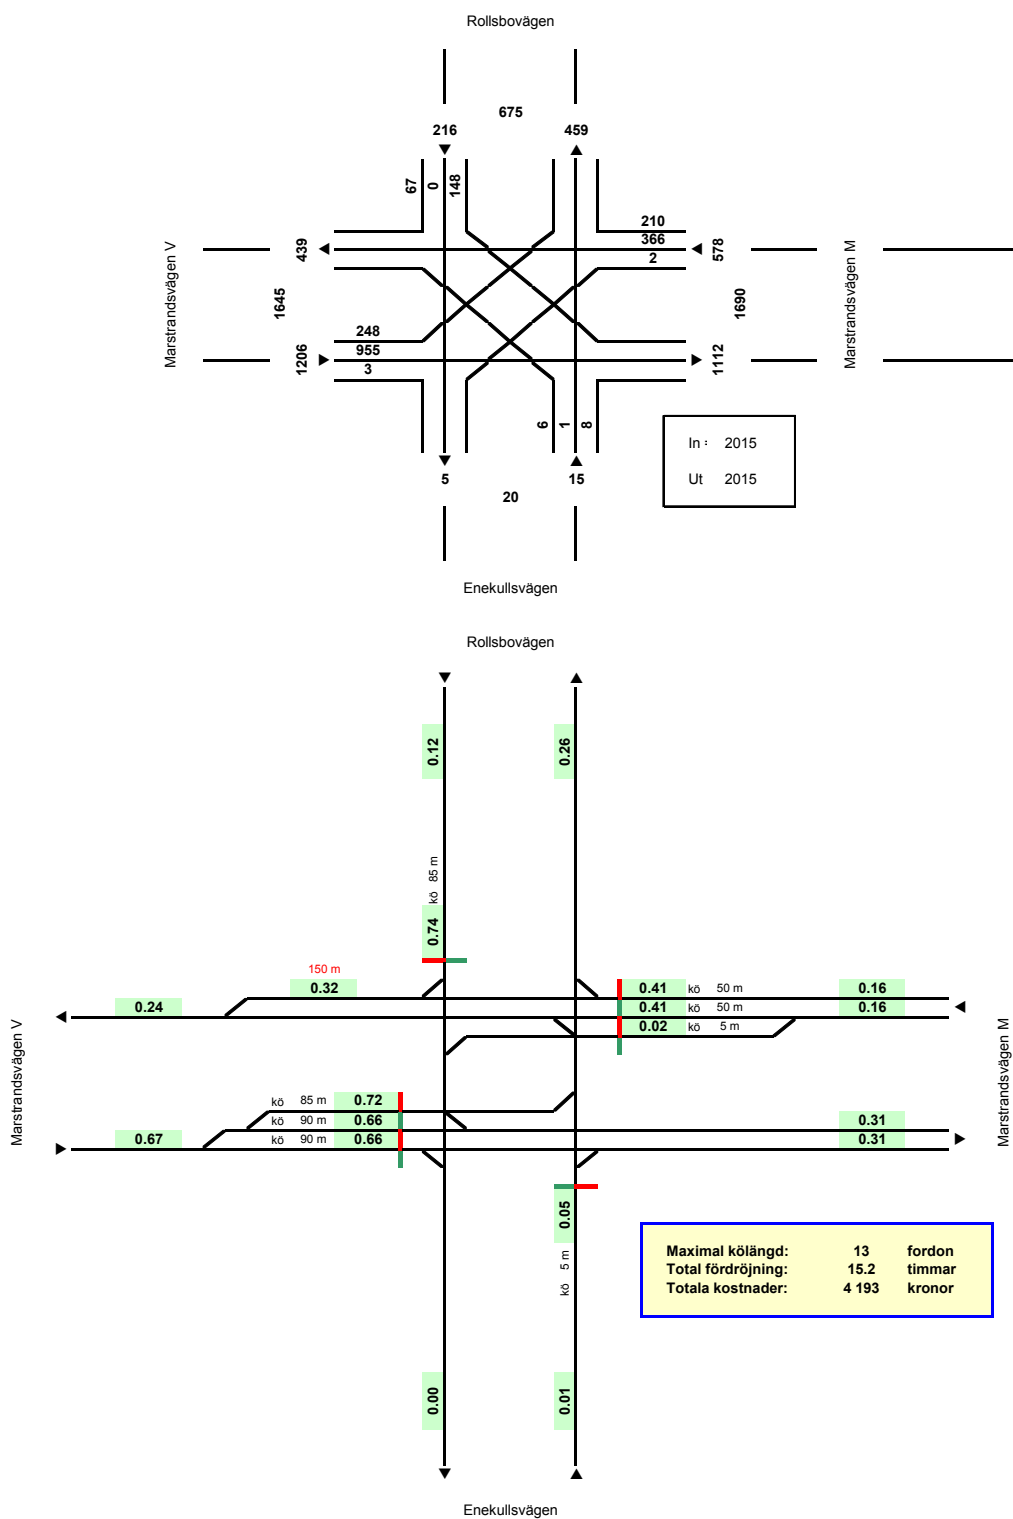 Rollsbovägen
675
216
459
67
0
148
210
366
2
Marstrandsvägen V
439
578
Marstrandsvägen M
1645
1690
248
955
3
1206
1112
6
1
8
In : 2015
Ut 2015
5
15
20
Enekullsvägen
Rollsbovägen
0.12
0.26
kö 85 m
0.74
150 m
0.32
0.41 kö 50 m
0.16
0.24
0.41 kö 50 m
0.16
0.02 kö 5 m
Marstrandsvägen V
Marstrandsvägen M
kö 85 m 0.72
kö 90 m 0.66
0.31
0.67
kö 90 m 0.66
0.31
0.05
kö 5 m
Maximal kölängd: 13 fordon
Total fördröjning: 15.2 timmar
Totala kostnader: 4 193 kronor
0.00
0.01
Enekullsvägen